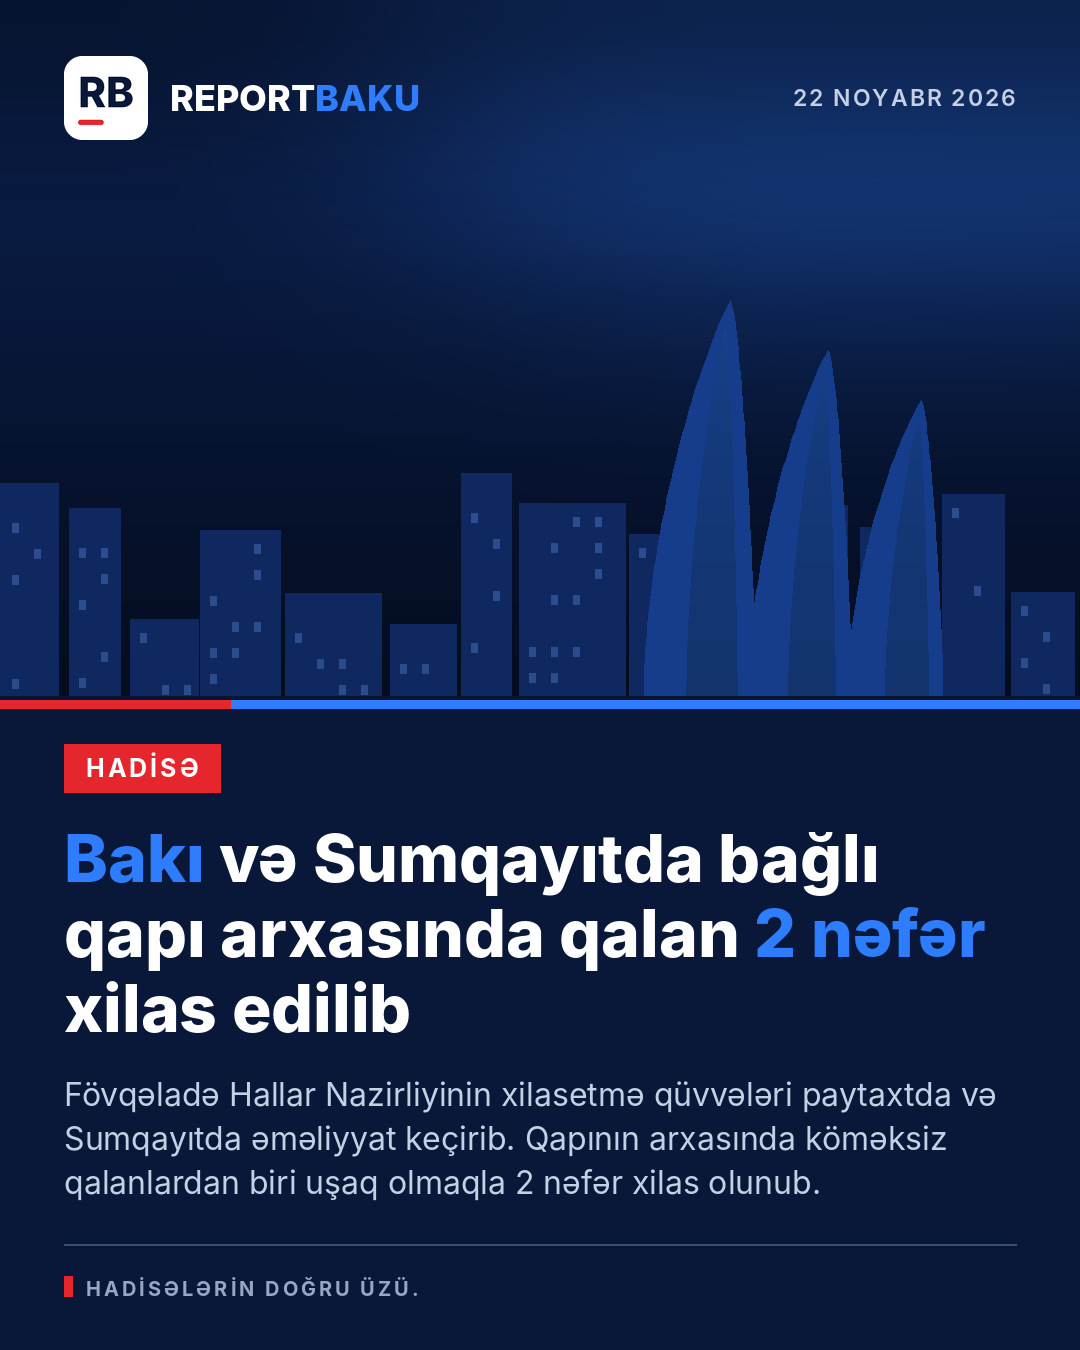 RB
REPORTBAKU
22 NOYABR 2026
HADİSƏ
Bakı və Sumqayıtda bağlı
qapı arxasında qalan 2 nəfər
xilas edilib
Fövqəladə Hallar Nazirliyinin xilasetmə qüvvələri paytaxtda və
Sumqayıtda əməliyyat keçirib. Qapının arxasında köməksiz
qalanlardan biri uşaq olmaqla 2 nəfər xilas olunub.
HADİSƏLƏRİN DOĞRU ÜZÜ.